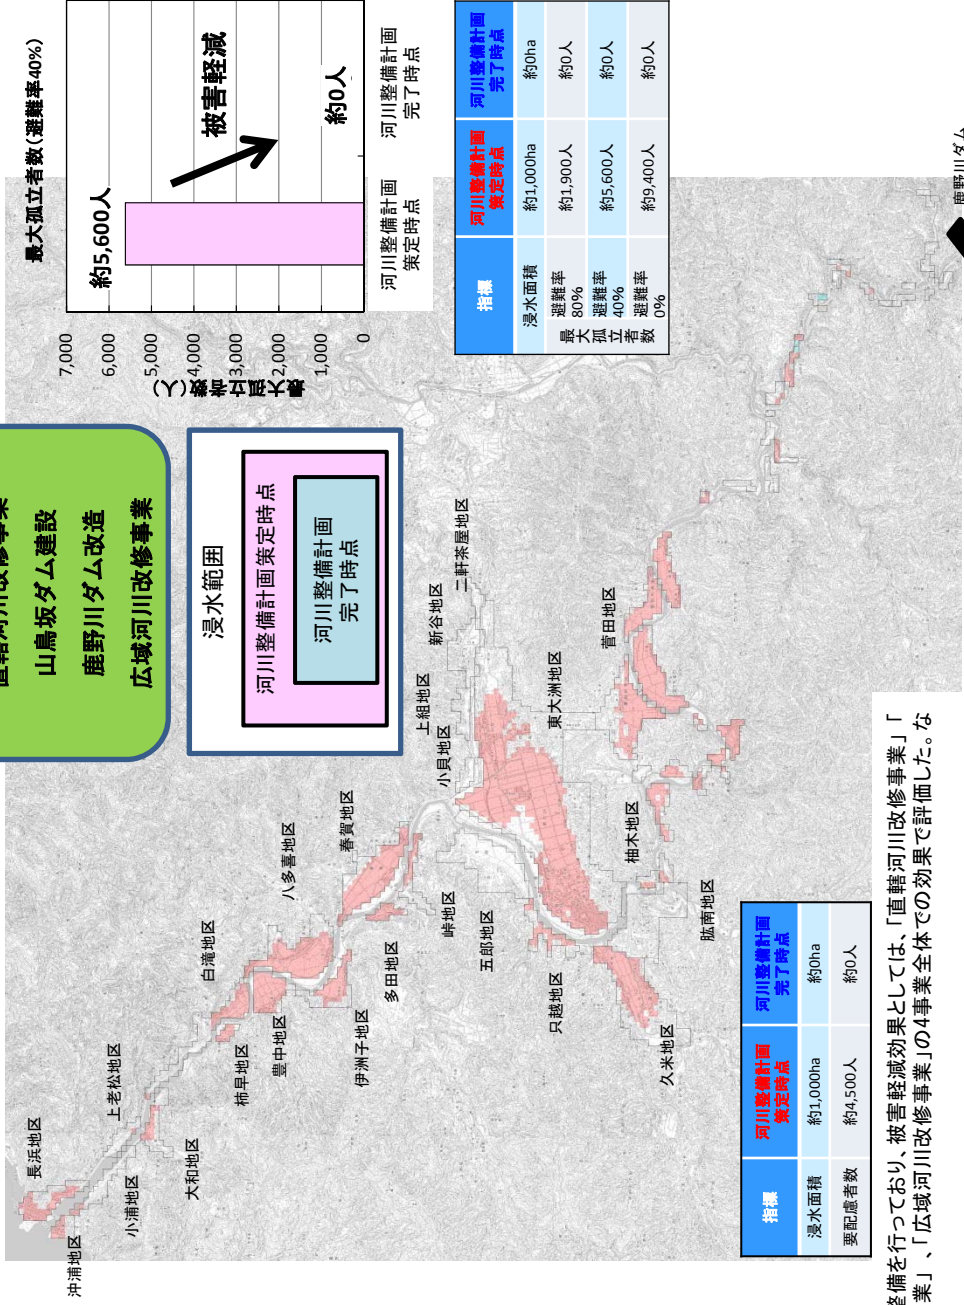 最大孤立者数(避難率40%)
最大孤立者数(人)
7,000
6,000
5,000
4,000
3,000
2,000
1,000
0
約5,600人
被害軽減
約0人
河川整備計画
策定時点
河川整備計画
完了時点
山鳥坂ダム建設
鹿野川ダム改造
広域河川改修事業
浸水範囲
河川整備計画策定時点
河川整備計画
完了時点
指標
河川整備計画
策定時点
河川整備計画
完了時点
浸水面積
約1,000ha
約0ha
最大孤立者数
避難率
80%
約1,900人
約0人
避難率
40%
約5,600人
約0人
避難率
0%
約9,400人
約0人
長浜地区
沖浦地区
上老松地区
小浦地区
大和地区
白滝地区
柿早地区
豊中地区
八多喜地区
伊洲子地区
春賀地区
多田地区
上組地区
小貝地区
新谷地区
二軒茶屋地区
峠地区
五郎地区
東大洲地区
只越地区
菅田地区
柚木地区
久米地区
肱南地区
鹿野川ダム
指標
河川整備計画
策定時点
河川整備計画
完了時点
浸水面積
約1,000ha
約0ha
要配慮者数
約4,500人
約0人
整備を行っており、被害軽減効果としては、「直轄河川改修事業」「
業」、「広域河川改修事業」の4事業全体での効果で評価した。な